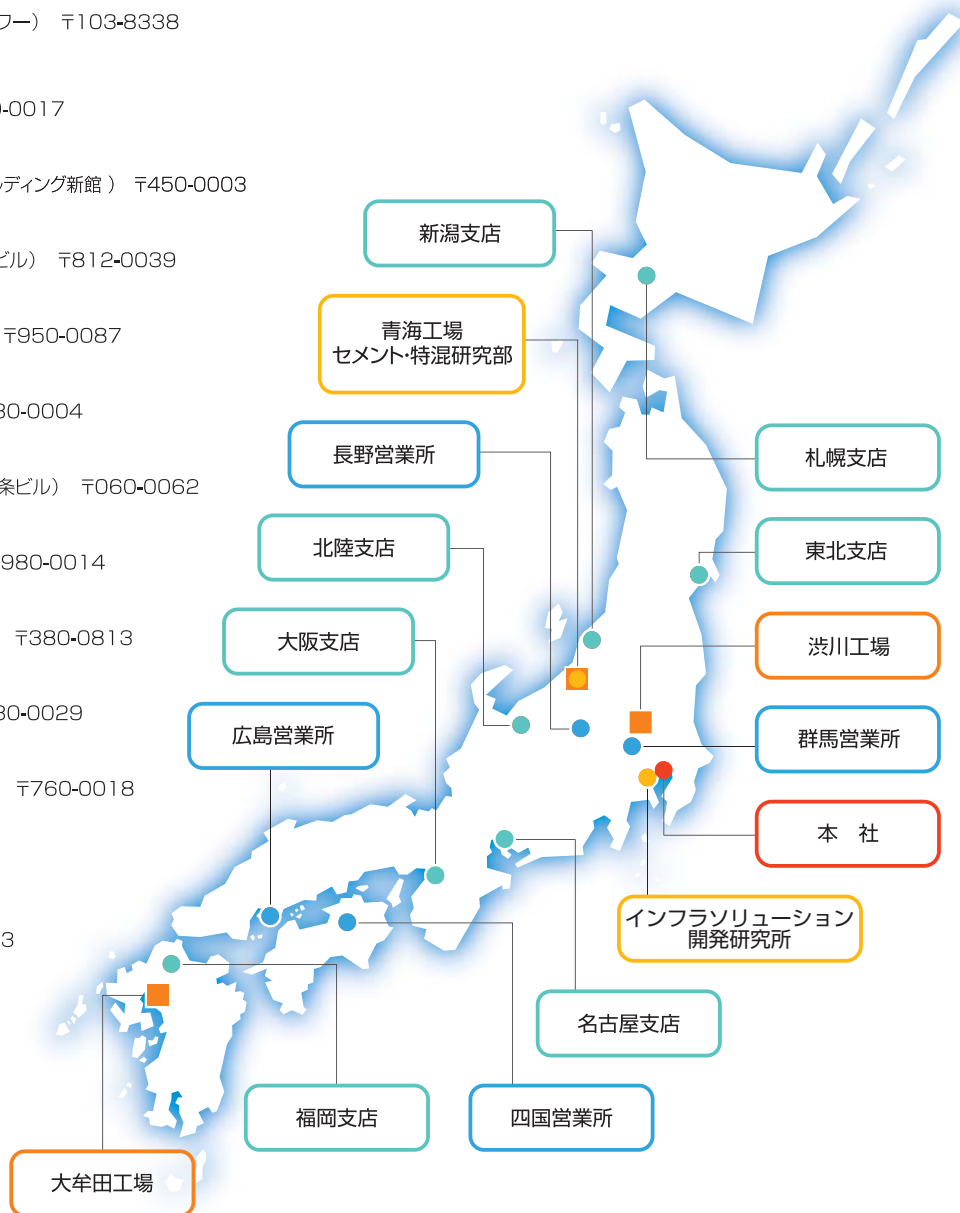 フー） 〒103-8338
-0017
ディング新館 ） 〒450-0003
ビル） 〒812-0039
〒950-0087
30-0004
条ビル） 〒060-0062
980-0014
〒380-0813
30-0029
〒760-0018
3
新潟支店
青海工場
セメント･特混研究部
長野営業所
札幌支店
北陸支店
東北支店
大阪支店
渋川工場
広島営業所
群馬営業所
本　社
インフラソリューション
開発研究所
名古屋支店
福岡支店
四国営業所
大牟田工場